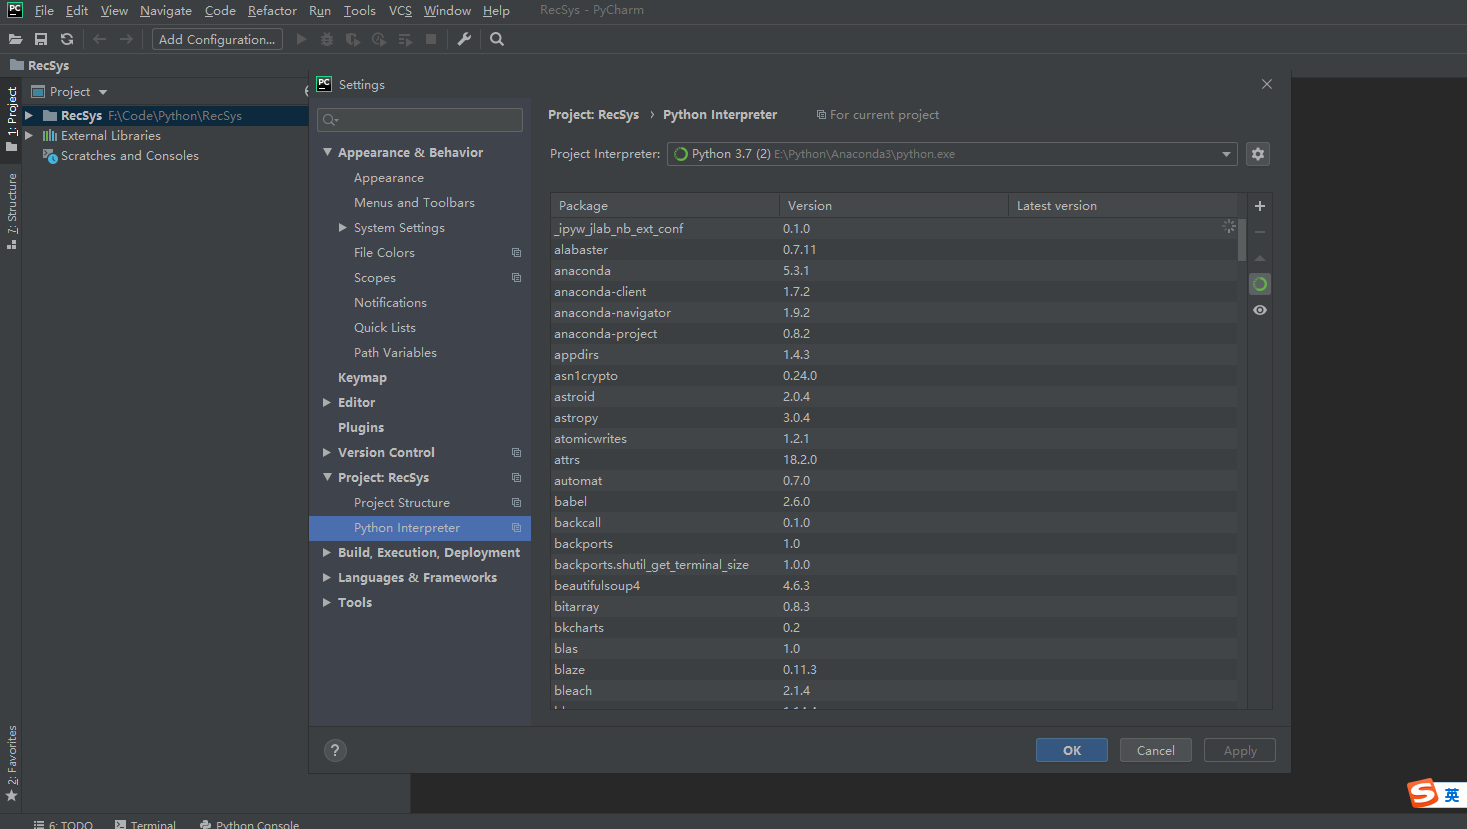 PC File Edit View Navigate Code Refactor Run Tools VCS Window Help RecSys - PyCharm
Add Configuration...
RecSys
1: Project
7: Structure
2: Favorites
Project
RecSys F:\Code\Python\RecSys
External Libraries
Scratches and Consoles
PC Settings
Appearance & Behavior
Appearance
Menus and Toolbars
System Settings
File Colors
Scopes
Notifications
Quick Lists
Path Variables
Keymap
Editor
Plugins
Version Control
Project: RecSys
Project Structure
Python Interpreter
Build, Execution, Deployment
Languages & Frameworks
Tools
Project: RecSys › Python Interpreter For current project
Project Interpreter: Python 3.7 (2) E:\Python\Anaconda3\python.exe
Package Version Latest version
_ipyw_jlab_nb_ext_conf 0.1.0
alabaster 0.7.11
anaconda 5.3.1
anaconda-client 1.7.2
anaconda-navigator 1.9.2
anaconda-project 0.8.2
appdirs 1.4.3
asn1crypto 0.24.0
astroid 2.0.4
astropy 3.0.4
atomicwrites 1.2.1
attrs 18.2.0
automat 0.7.0
babel 2.6.0
backcall 0.1.0
backports 1.0
backports.shutil_get_terminal_size 1.0.0
beautifulsoup4 4.6.3
bitarray 0.8.3
bkcharts 0.2
blas 1.0
blaze 0.11.3
bleach 2.1.4
? OK Cancel Apply
S 英
6: TODO Terminal Python Console